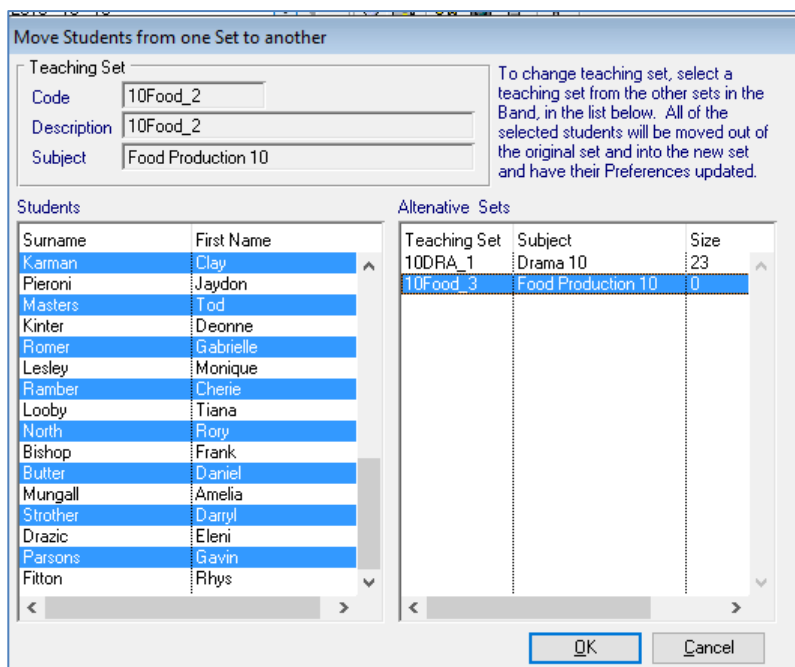 Move Students from one Set to another
Teaching Set
Code 10Food_2
Description 10Food_2
Subject Food Production 10
To change teaching set, select a
teaching set from the other sets in the
Band, in the list below. All of the
selected students will be moved out of
the original set and into the new set
and have their Preferences updated.
Students
Surname First Name
Karman Clay
Pieroni Jaydon
Masters Tod
Kinter Deonne
Romer Gabrielle
Lesley Monique
Ramber Cherie
Looby Tiana
North Rory
Bishop Frank
Butter Daniel
Mungall Amelia
Strother Darryl
Drazic Eleni
Parsons Gavin
Fitton Rhys
Altenative Sets
Teaching Set Subject Size
10DRA_1 Drama 10 23
10Food_3 Food Production 10 0
OK Cancel